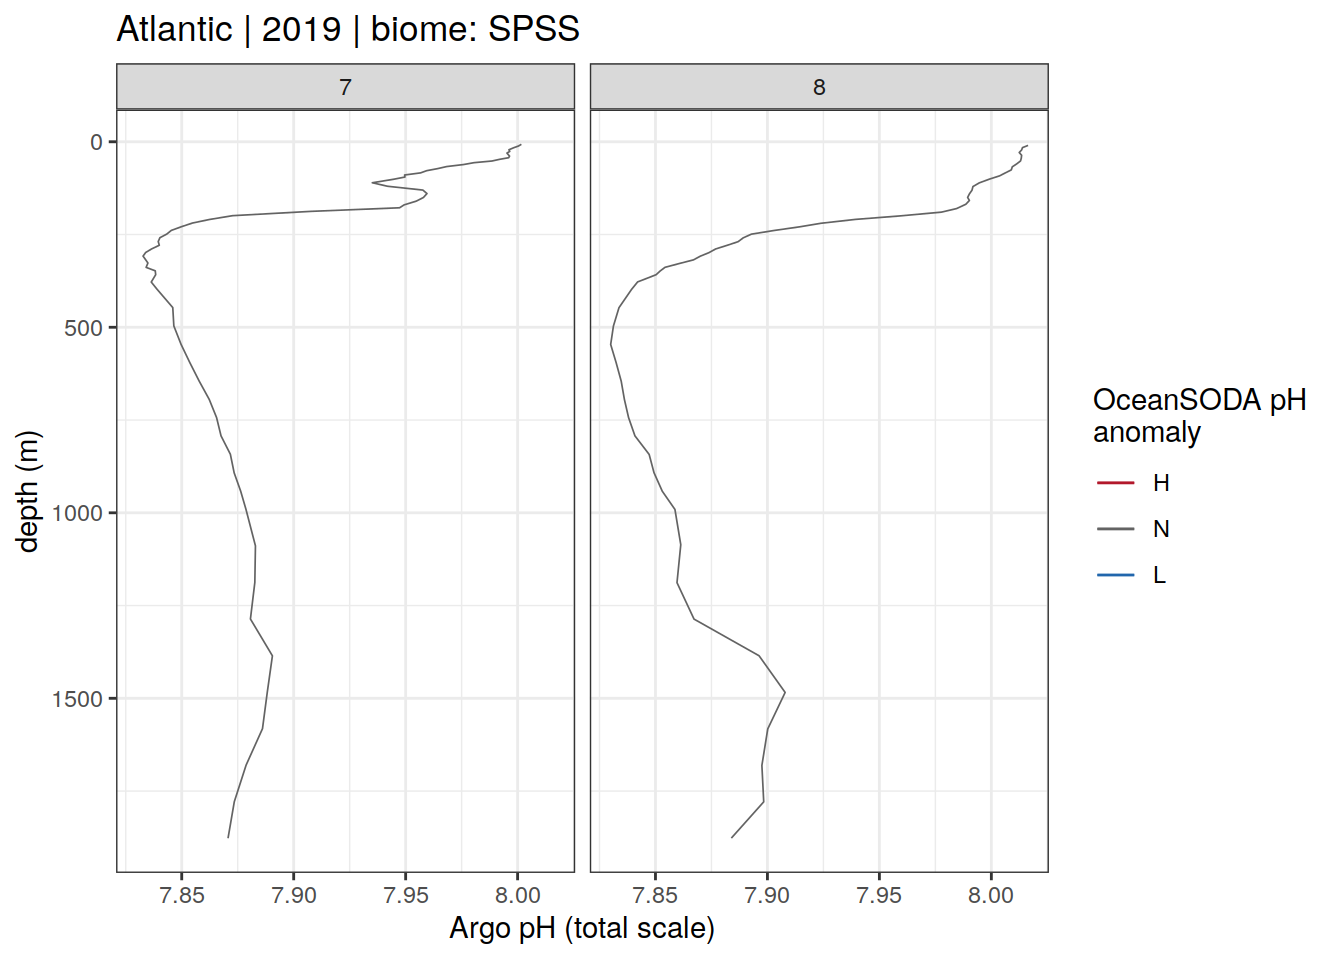 Atlantic | 2019 | biome: SPSS
7
8
0
500
1000
1500
depth (m)
7.85
7.90
7.95
8.00
7.85
7.90
7.95
8.00
Argo pH (total scale)
OceanSODA pH
anomaly
H
N
L